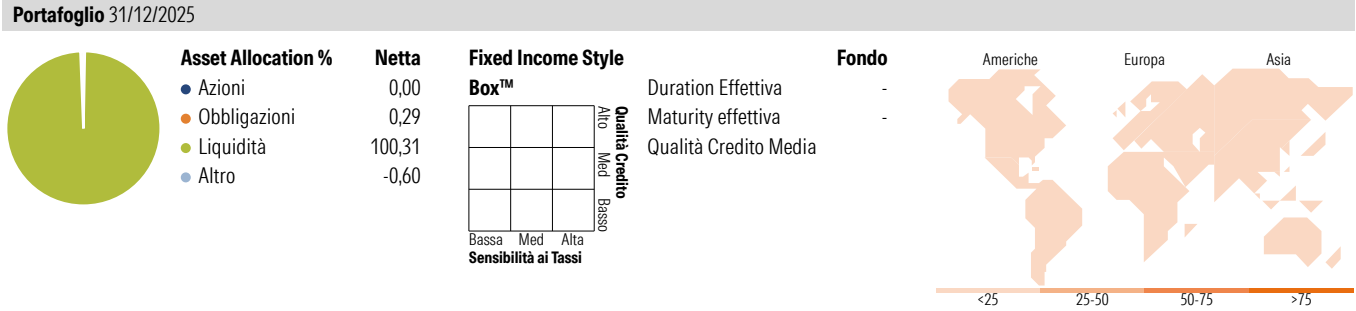 Portafoglio 31/12/2025
Asset Allocation % Netta
Azioni 0,00
Obbligazioni 0,29
Liquidità 100,31
Altro -0,60
Fixed Income Style
Box™
Alto
Med
Basso
Qualità Credito
Bassa Med Alta
Sensibilità ai Tassi
Fondo
Duration Effettiva -
Maturity effettiva -
Qualità Credito Media
Americhe Europa Asia
<25 25-50 50-75 >75